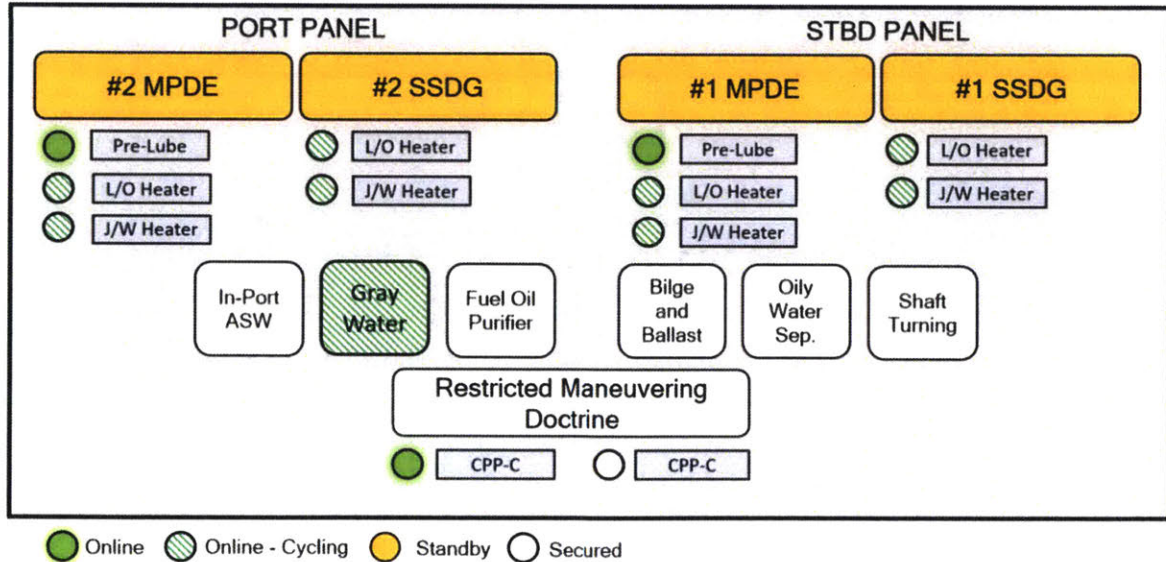 PORT PANEL
STBD PANEL
#2 MPDE
#2 SSDG
#1 MPDE
#1 SSDG
Pre-Lube
L/O Heater
Pre-Lube
L/O Heater
L/O Heater
J/W Heater
L/O Heater
J/W Heater
J/W Heater
J/W Heater
In-Port
ASW
Gray
Water
Fuel Oil
Purifier
Bilge
and
Ballast
Oily
Water
Sep.
Shaft
Turning
Restricted Maneuvering
Doctrine
CPP-C
CPP-C
Online
Online - Cycling
Standby
Secured